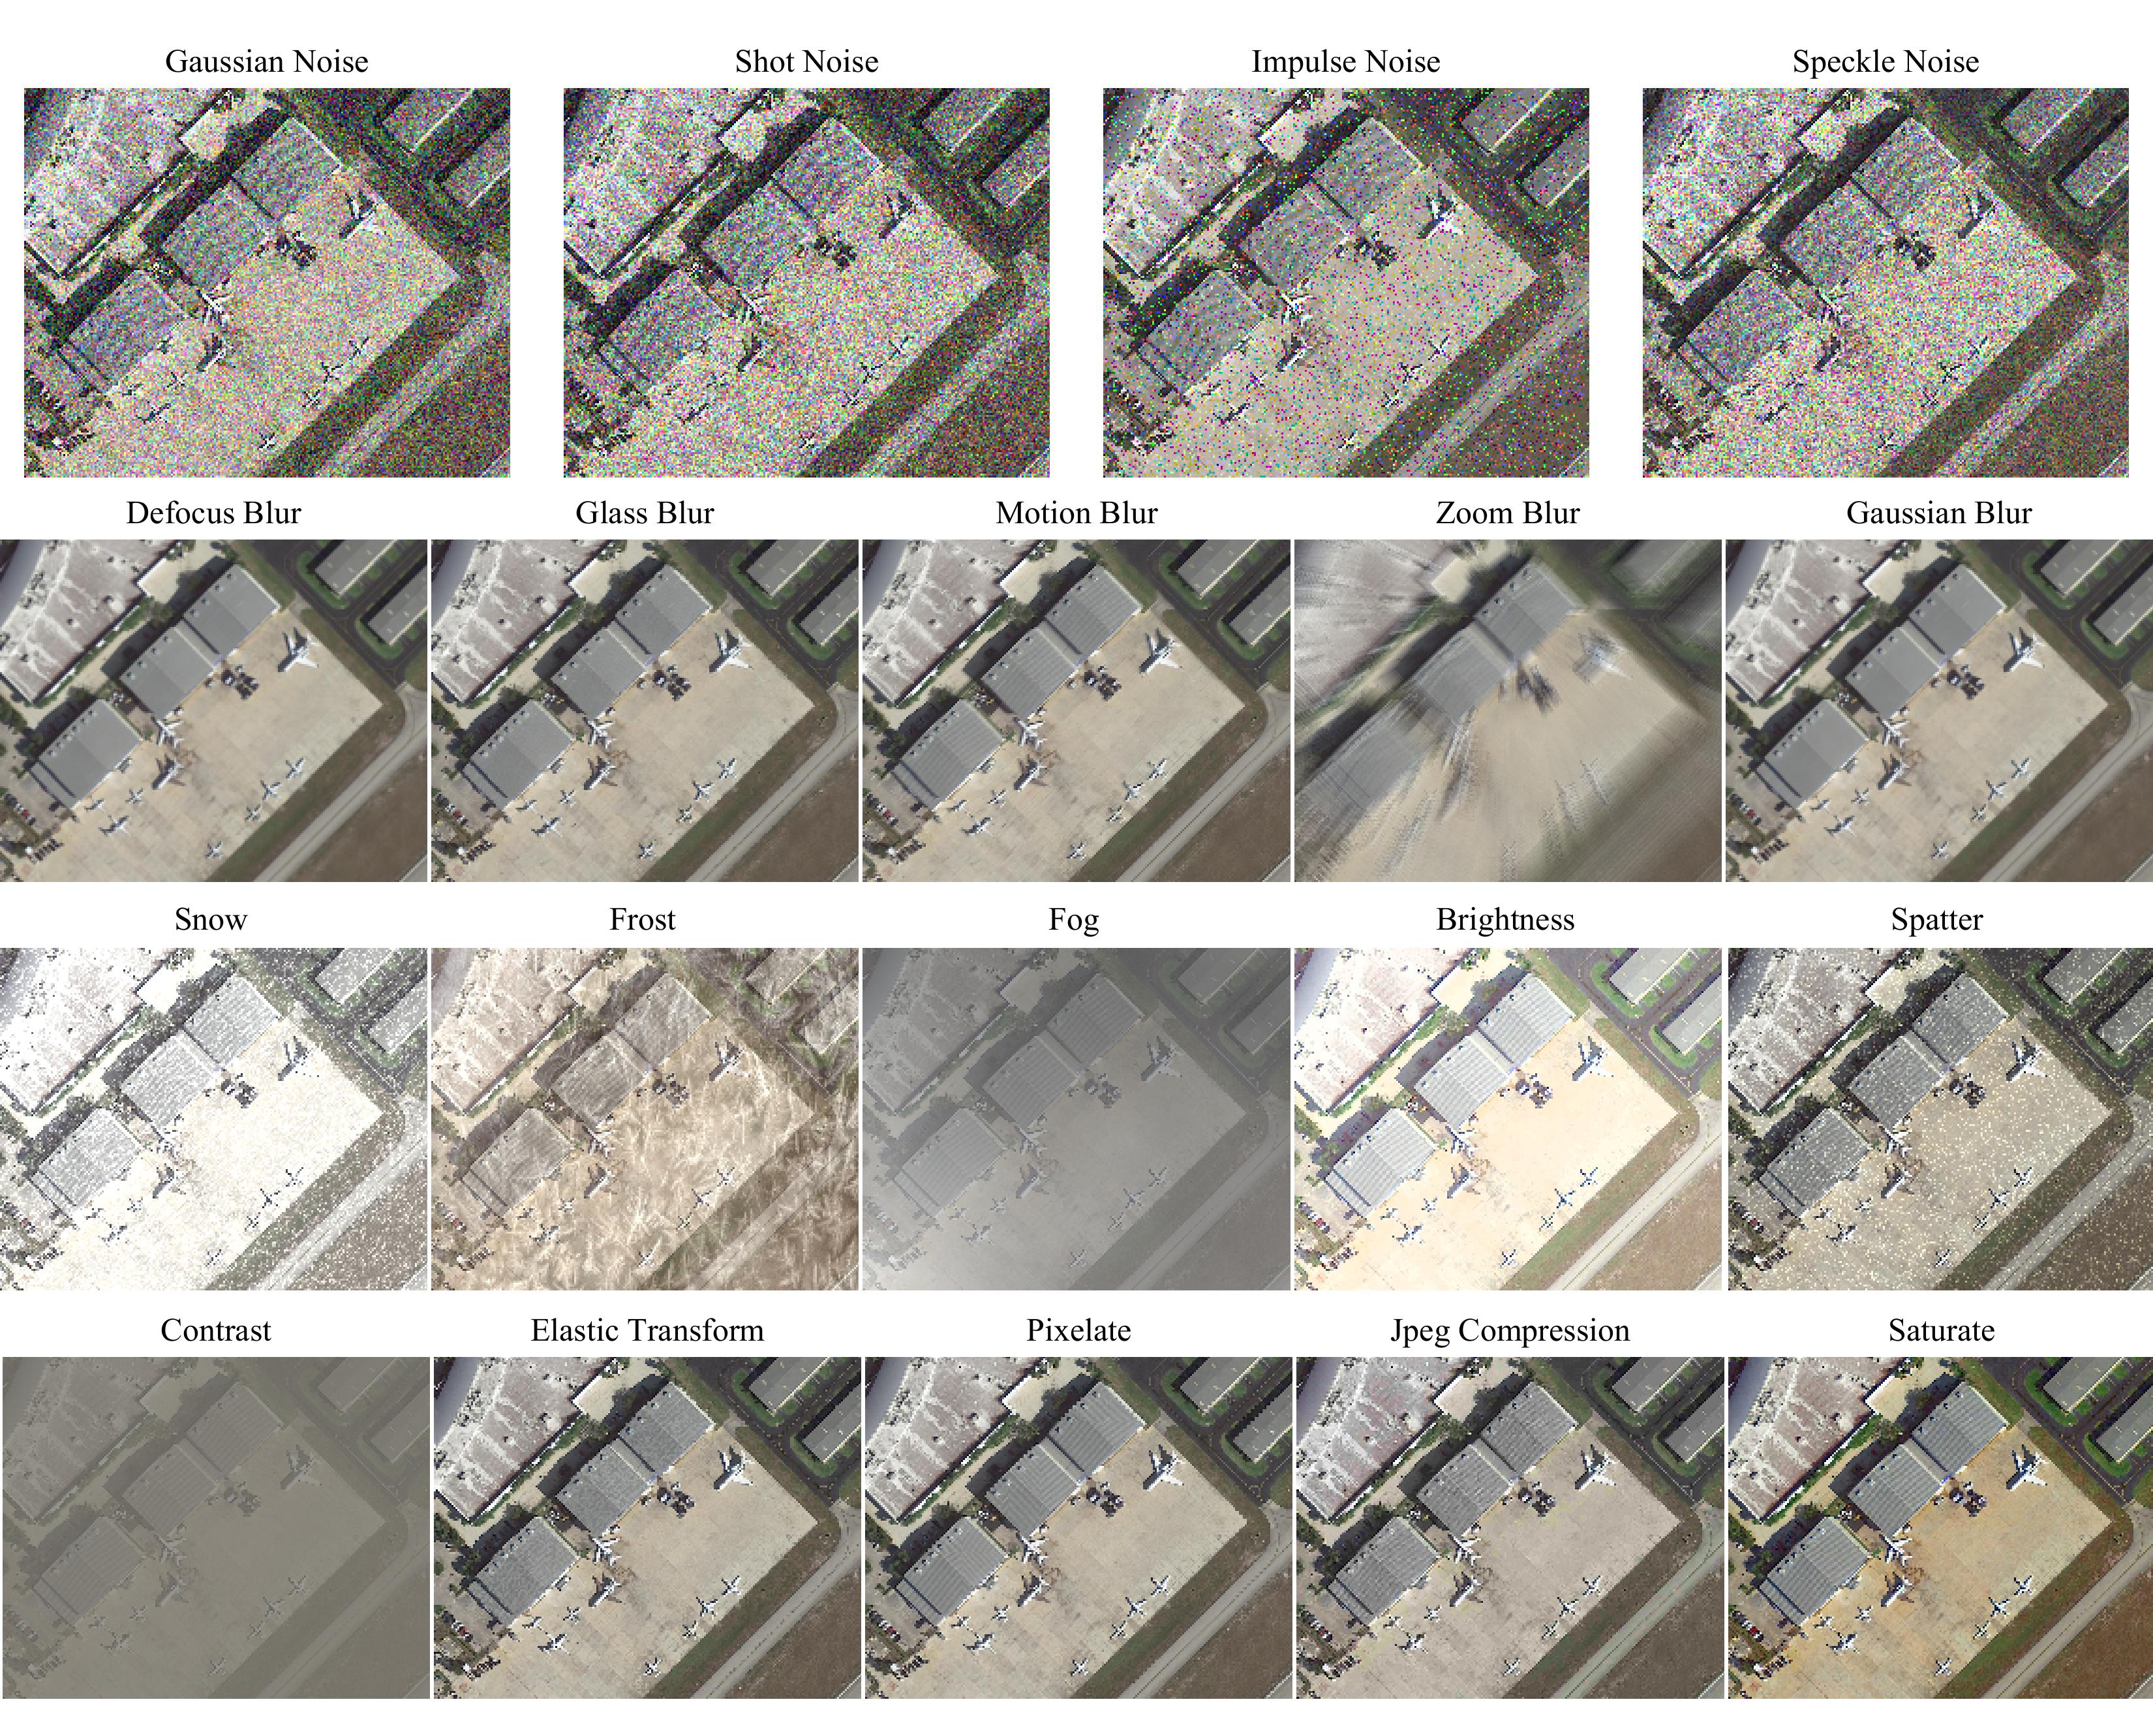 Gaussian Noise
Shot Noise
Impulse Noise
Speckle Noise
Defocus Blur
Glass Blur
Motion Blur
Zoom Blur
Gaussian Blur
Snow
Frost
Fog
Brightness
Spatter
Contrast
Elastic Transform
Pixelate
Jpeg Compression
Saturate